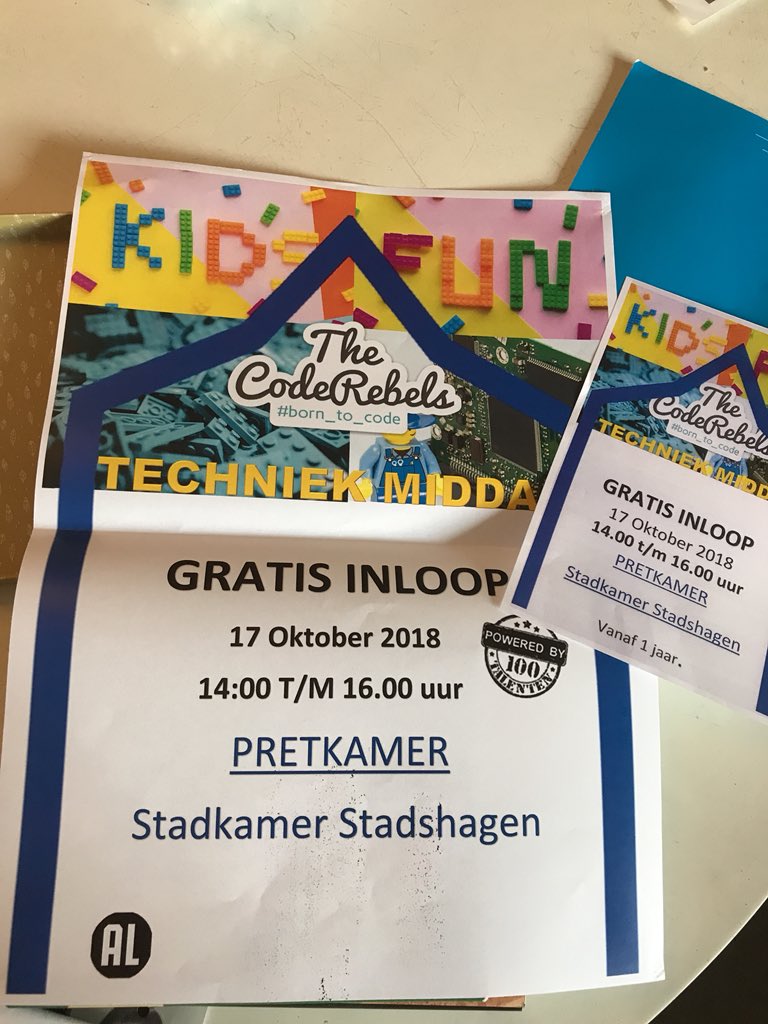 KIDS FUN
The
CodeRebels
#born_to_code
TECHNIEK MIDDA
GRATIS INLOOP
17 Oktober 2018
14:00 T/M 16.00 uur
POWERED BY
100
TALENTEN
PRETKAMER
Stadkamer Stadshagen
AL
KIDS F
The
CodeRebels
#born_to_code
TECHNIEK MIDDA
GRATIS INLOOP
17 Oktober 2018
14.00 t/m 16.00 uur
PRETKAMER
Stadkamer Stadshagen
Vanaf 1 jaar.